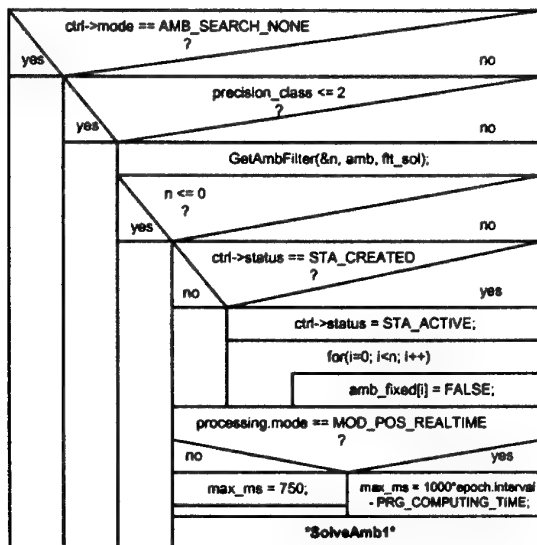 ctrl->mode == AMB_SEARCH_NONE
?
yes
no
precision_class <= 2
?
yes
no
GetAmbFilter(&n, amb, flt_sol);
n <= 0
?
yes
no
ctrl->status == STA_CREATED
?
no
yes
ctrl->status = STA_ACTIVE;
for(i=0; i<n; i++)
amb_fixed[i] = FALSE;
processing.mode == MOD_POS_REALTIME
?
no
yes
max_ms = 750;
max_ms = 1000*epoch.interval
- PRG_COMPUTING_TIME;
"SolveAmb1"